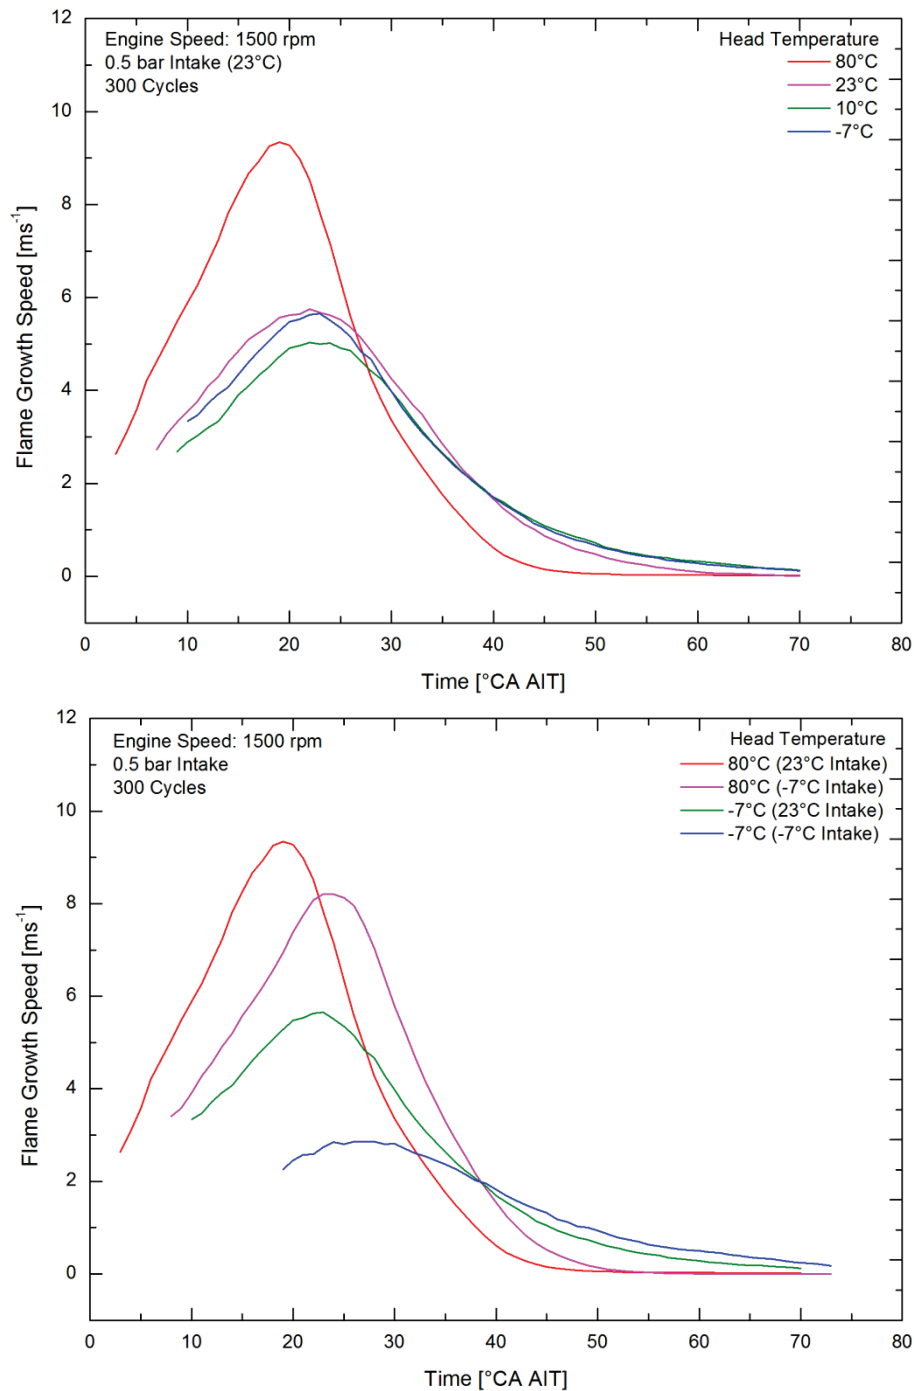 Engine Speed: 1500 rpm
0.5 bar Intake (23°C)
300 Cycles
Head Temperature
80°C
23°C
10°C
-7°C
12
10
8
6
4
2
0
Flame Growth Speed [ms⁻¹]
0 10 20 30 40 50 60 70 80
Time [°CA AIT]
Engine Speed: 1500 rpm
0.5 bar Intake
300 Cycles
Head Temperature
80°C (23°C Intake)
80°C (-7°C Intake)
-7°C (23°C Intake)
-7°C (-7°C Intake)
12
10
8
6
4
2
0
Flame Growth Speed [ms⁻¹]
0 10 20 30 40 50 60 70 80
Time [°CA AIT]